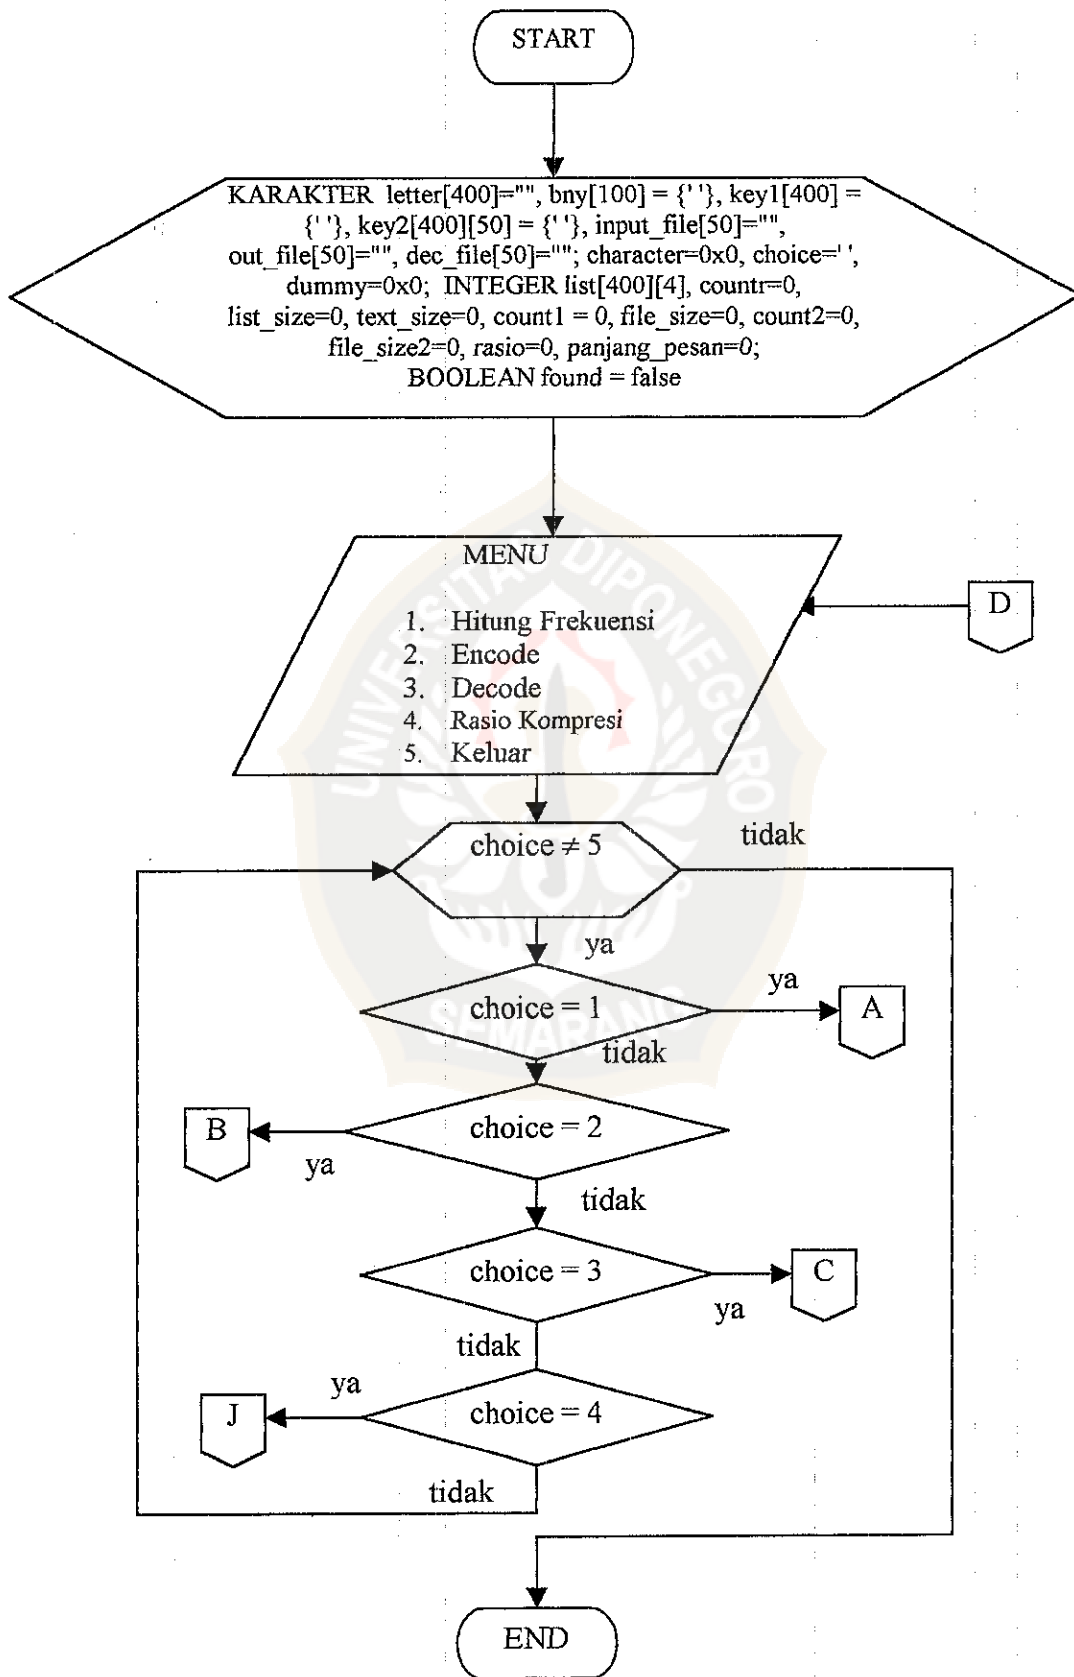 START
KARAKTER letter[400]="", bny[100] = {' '}, key1[400] =
{' '}, key2[400][50] = {' '}, input_file[50]="",
out_file[50]="", dec_file[50]=""; character=0x0, choice=' ',
dummy=0x0; INTEGER list[400][4], countr=0,
list_size=0, text_size=0, count1 = 0, file_size=0, count2=0,
file_size2=0, rasio=0, panjang_pesan=0;
BOOLEAN found = false
MENU
D
1. Hitung Frekuensi
2. Encode
3. Decode
4. Rasio Kompresi
5. Keluar
UNIVERSITAS DIPONEGORO
choice ≠ 5
tidak
ya
choice = 1
ya
A
SEMARANG
tidak
B
ya
choice = 2
tidak
choice = 3
ya
C
tidak
J
ya
choice = 4
tidak
END